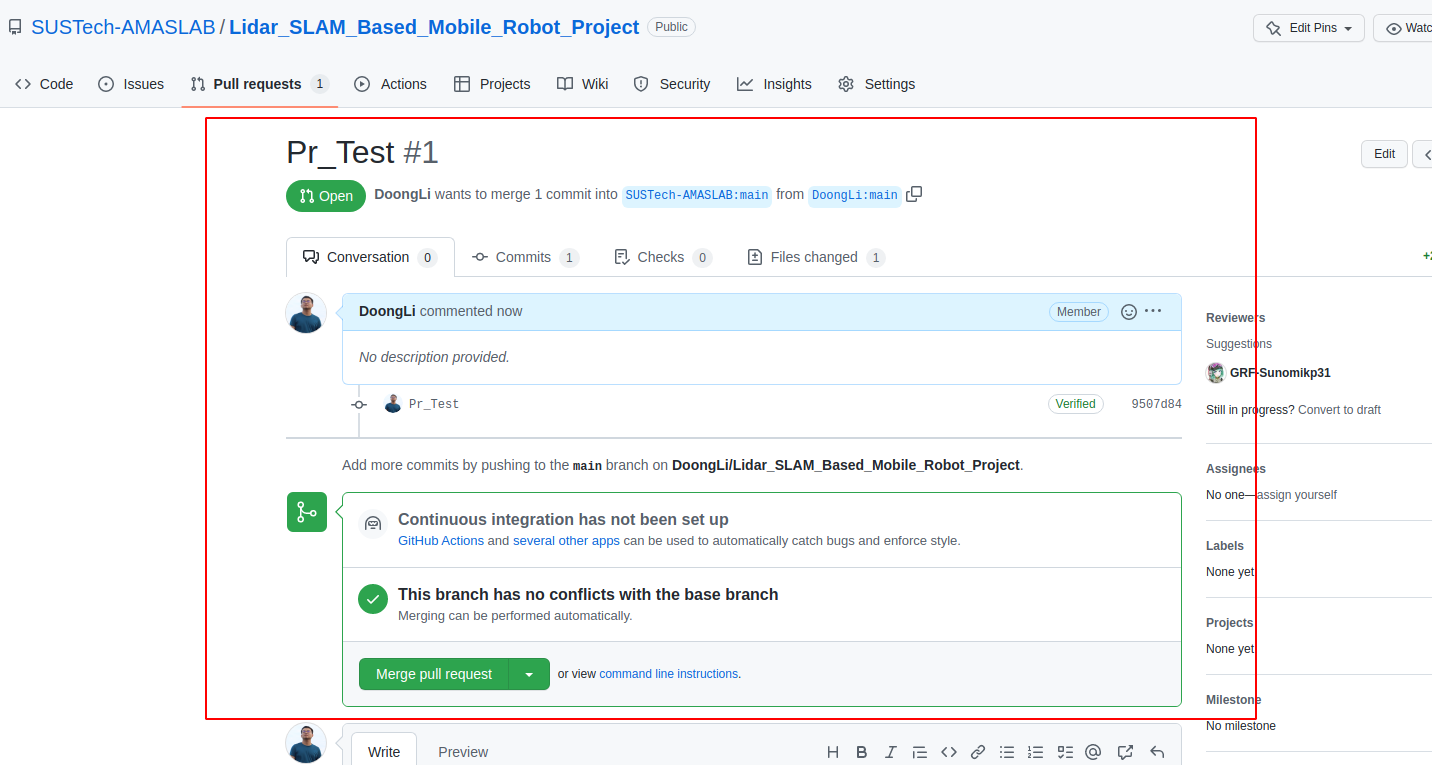 SUSTech-AMASLAB / Lidar_SLAM_Based_Mobile_Robot_Project Public
Edit Pins
Code Issues Pull requests 1 Actions Projects Wiki Security Insights Settings
Pr_Test #1
Edit
Open DoongLi wants to merge 1 commit into SUSTech-AMASLAB:main from DoongLi:main
Conversation 0 Commits 1 Checks 0 Files changed 1
DoongLi commented now Member
No description provided.
Pr_Test Verified 9507d84
Add more commits by pushing to the main branch on DoongLi/Lidar_SLAM_Based_Mobile_Robot_Project.
Continuous integration has not been set up
GitHub Actions and several other apps can be used to automatically catch bugs and enforce style.
This branch has no conflicts with the base branch
Merging can be performed automatically.
Merge pull request or view command line instructions.
Write Preview
Reviewers
Suggestions
GRF-Sunomikp31
Still in progress? Convert to draft
Assignees
No one—assign yourself
Labels
None yet
Projects
None yet
Milestone
No milestone